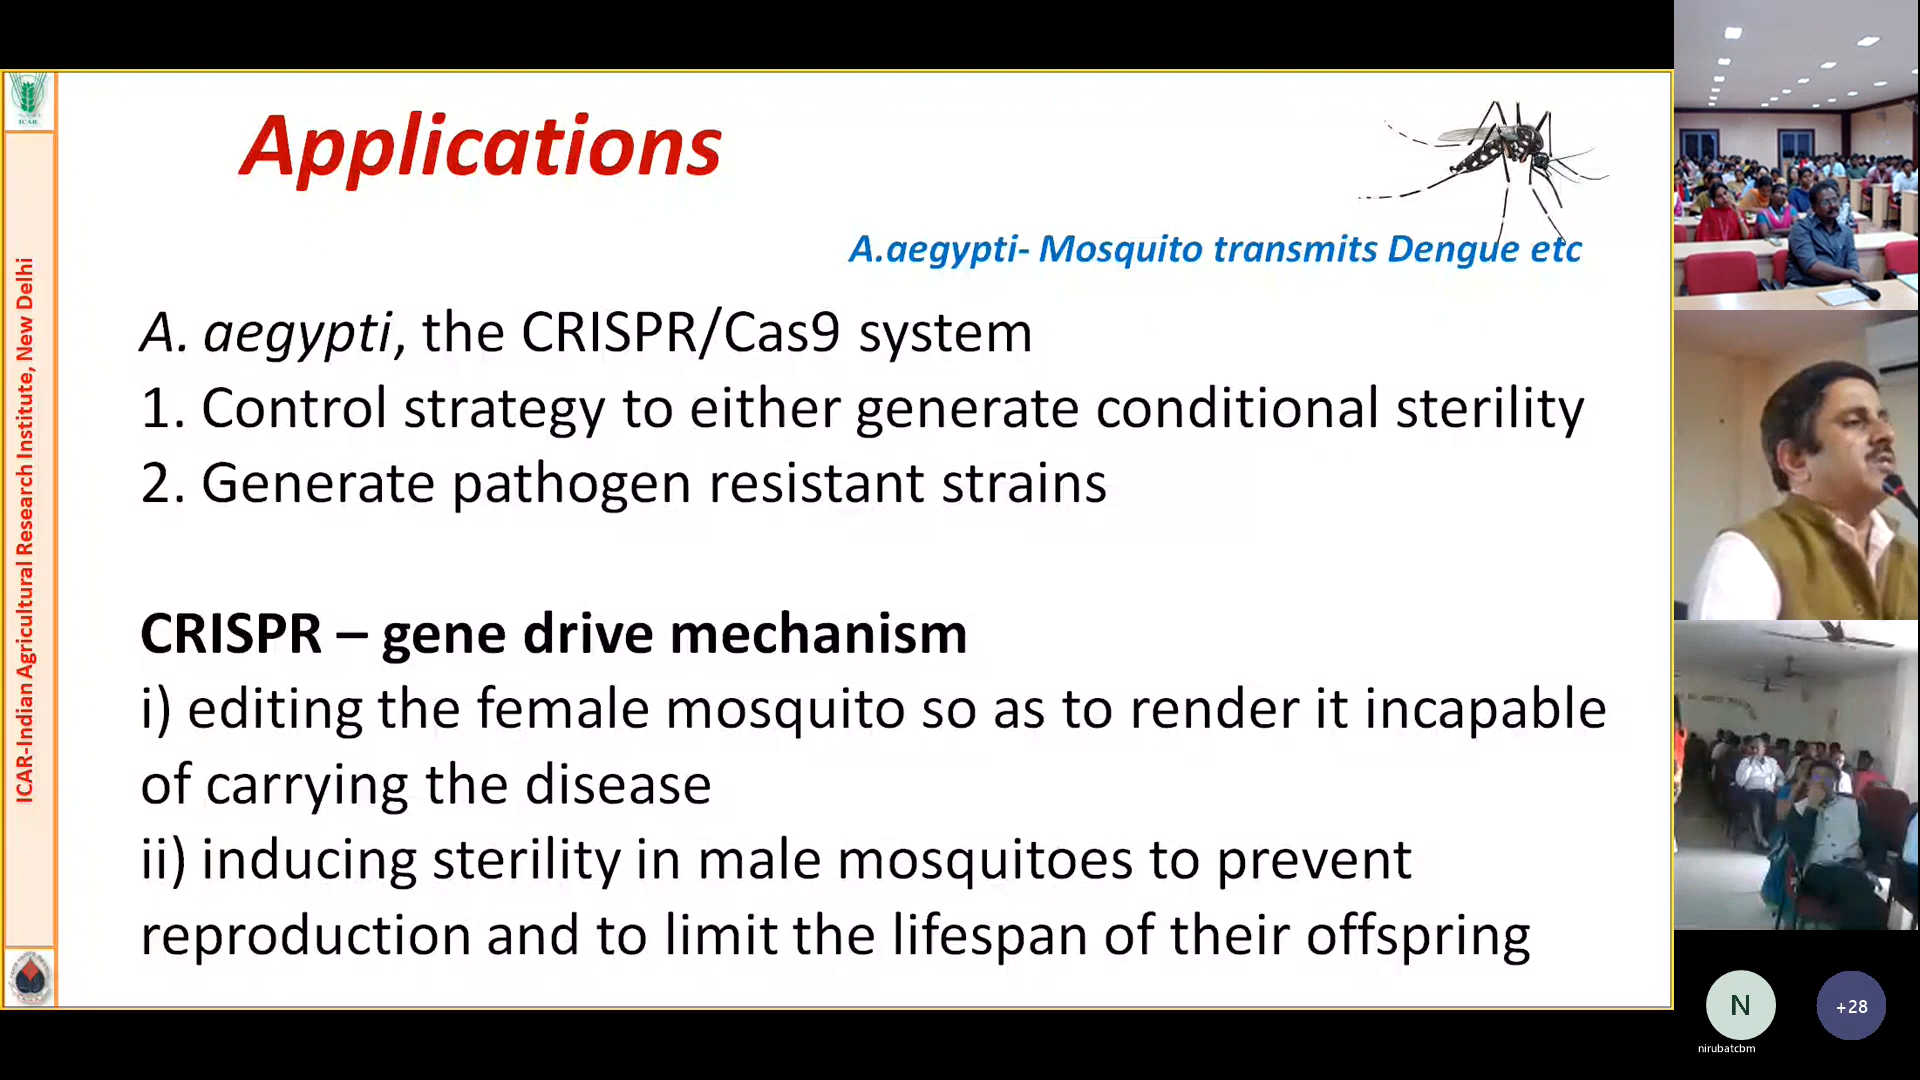 ICAR
ICAR-Indian Agricultural Research Institute, New Delhi
Applications
A.aegypti- Mosquito transmits Dengue etc
A. aegypti, the CRISPR/Cas9 system
1. Control strategy to either generate conditional sterility
2. Generate pathogen resistant strains
CRISPR – gene drive mechanism
i) editing the female mosquito so as to render it incapable
of carrying the disease
ii) inducing sterility in male mosquitoes to prevent
reproduction and to limit the lifespan of their offspring
N
nirubatcbm
+28